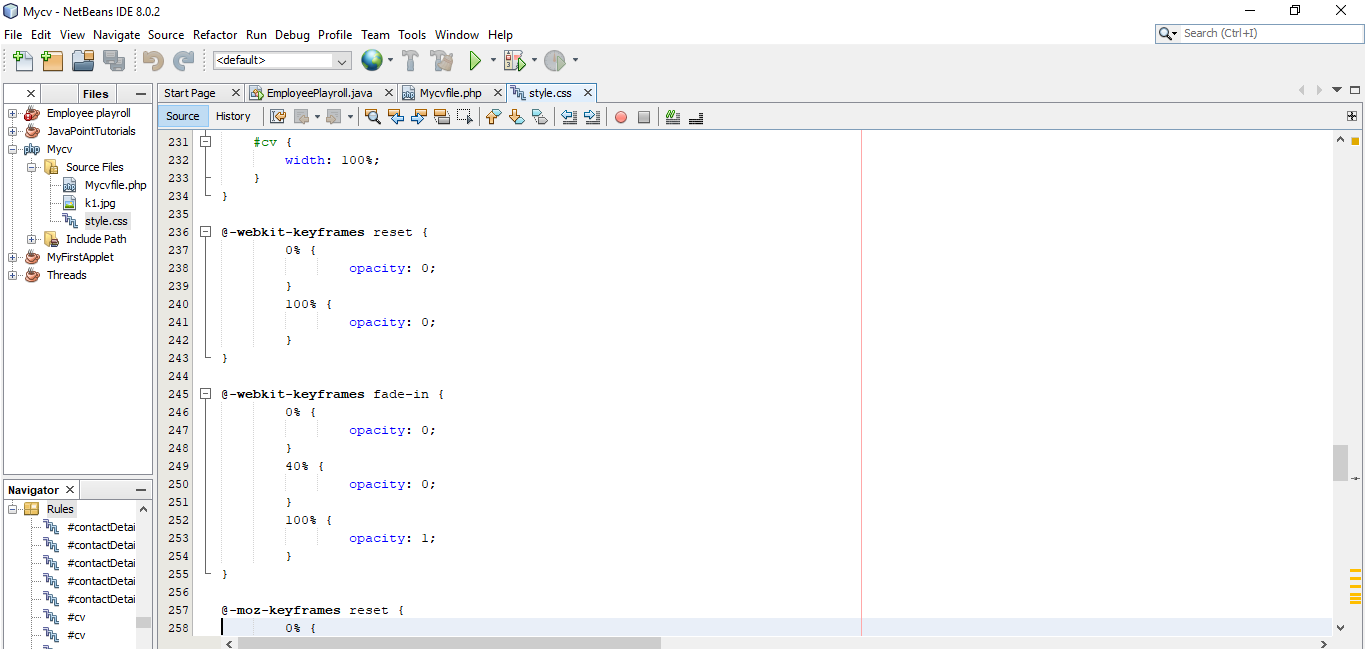 Mycv - NetBeans IDE 8.0.2
File Edit View Navigate Source Refactor Run Debug Profile Team Tools Window Help
Search (Ctrl+I)
<default>
Files
Start Page
EmployeePlayroll.java
Mycvfile.php
style.css
Employee playroll
JavaPointTutorials
php Mycv
Source Files
php Mycvfile.php
k1.jpg
style.css
Include Path
MyFirstApplet
Threads
Navigator
Rules
#contactDetai
#contactDetai
#contactDetai
#contactDetai
#contactDetai
#cv
#cv
Source History
231 #cv {
232 width: 100%;
233 }
234 }
235
236 @-webkit-keyframes reset {
237 0% {
238 opacity: 0;
239 }
240 100% {
241 opacity: 0;
242 }
243 }
244
245 @-webkit-keyframes fade-in {
246 0% {
247 opacity: 0;
248 }
249 40% {
250 opacity: 0;
251 }
252 100% {
253 opacity: 1;
254 }
255 }
256
257 @-moz-keyframes reset {
258 0% {